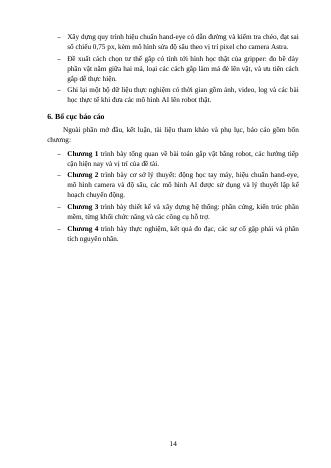 – Xây dựng quy trình hiệu chuẩn hand-eye có dẫn đường và kiểm tra chéo, đạt sai
số chiếu 0,75 px, kèm mô hình sửa độ sâu theo vị trí pixel cho camera Astra.
– Đề xuất cách chọn tư thế gắp có tính tới hình học thật của gripper: đo bề dày
phần vật nằm giữa hai má, loại các cách gắp làm má đè lên vật, và ưu tiên cách
gắp dễ thực hiện.
– Ghi lại một bộ dữ liệu thực nghiệm có thời gian gồm ảnh, video, log và các bài
học thực tế khi đưa các mô hình AI lên robot thật.
6. Bố cục báo cáo
Ngoài phần mở đầu, kết luận, tài liệu tham khảo và phụ lục, báo cáo gồm bốn
chương:
– Chương 1 trình bày tổng quan về bài toán gắp vật bằng robot, các hướng tiếp
cận hiện nay và vị trí của đề tài.
– Chương 2 trình bày cơ sở lý thuyết: động học tay máy, hiệu chuẩn hand-eye,
mô hình camera và độ sâu, các mô hình AI được sử dụng và lý thuyết lập kế
hoạch chuyển động.
– Chương 3 trình bày thiết kế và xây dựng hệ thống: phần cứng, kiến trúc phần
mềm, từng khối chức năng và các công cụ hỗ trợ.
– Chương 4 trình bày thực nghiệm, kết quả đo đạc, các sự cố gặp phải và phân
tích nguyên nhân.
14